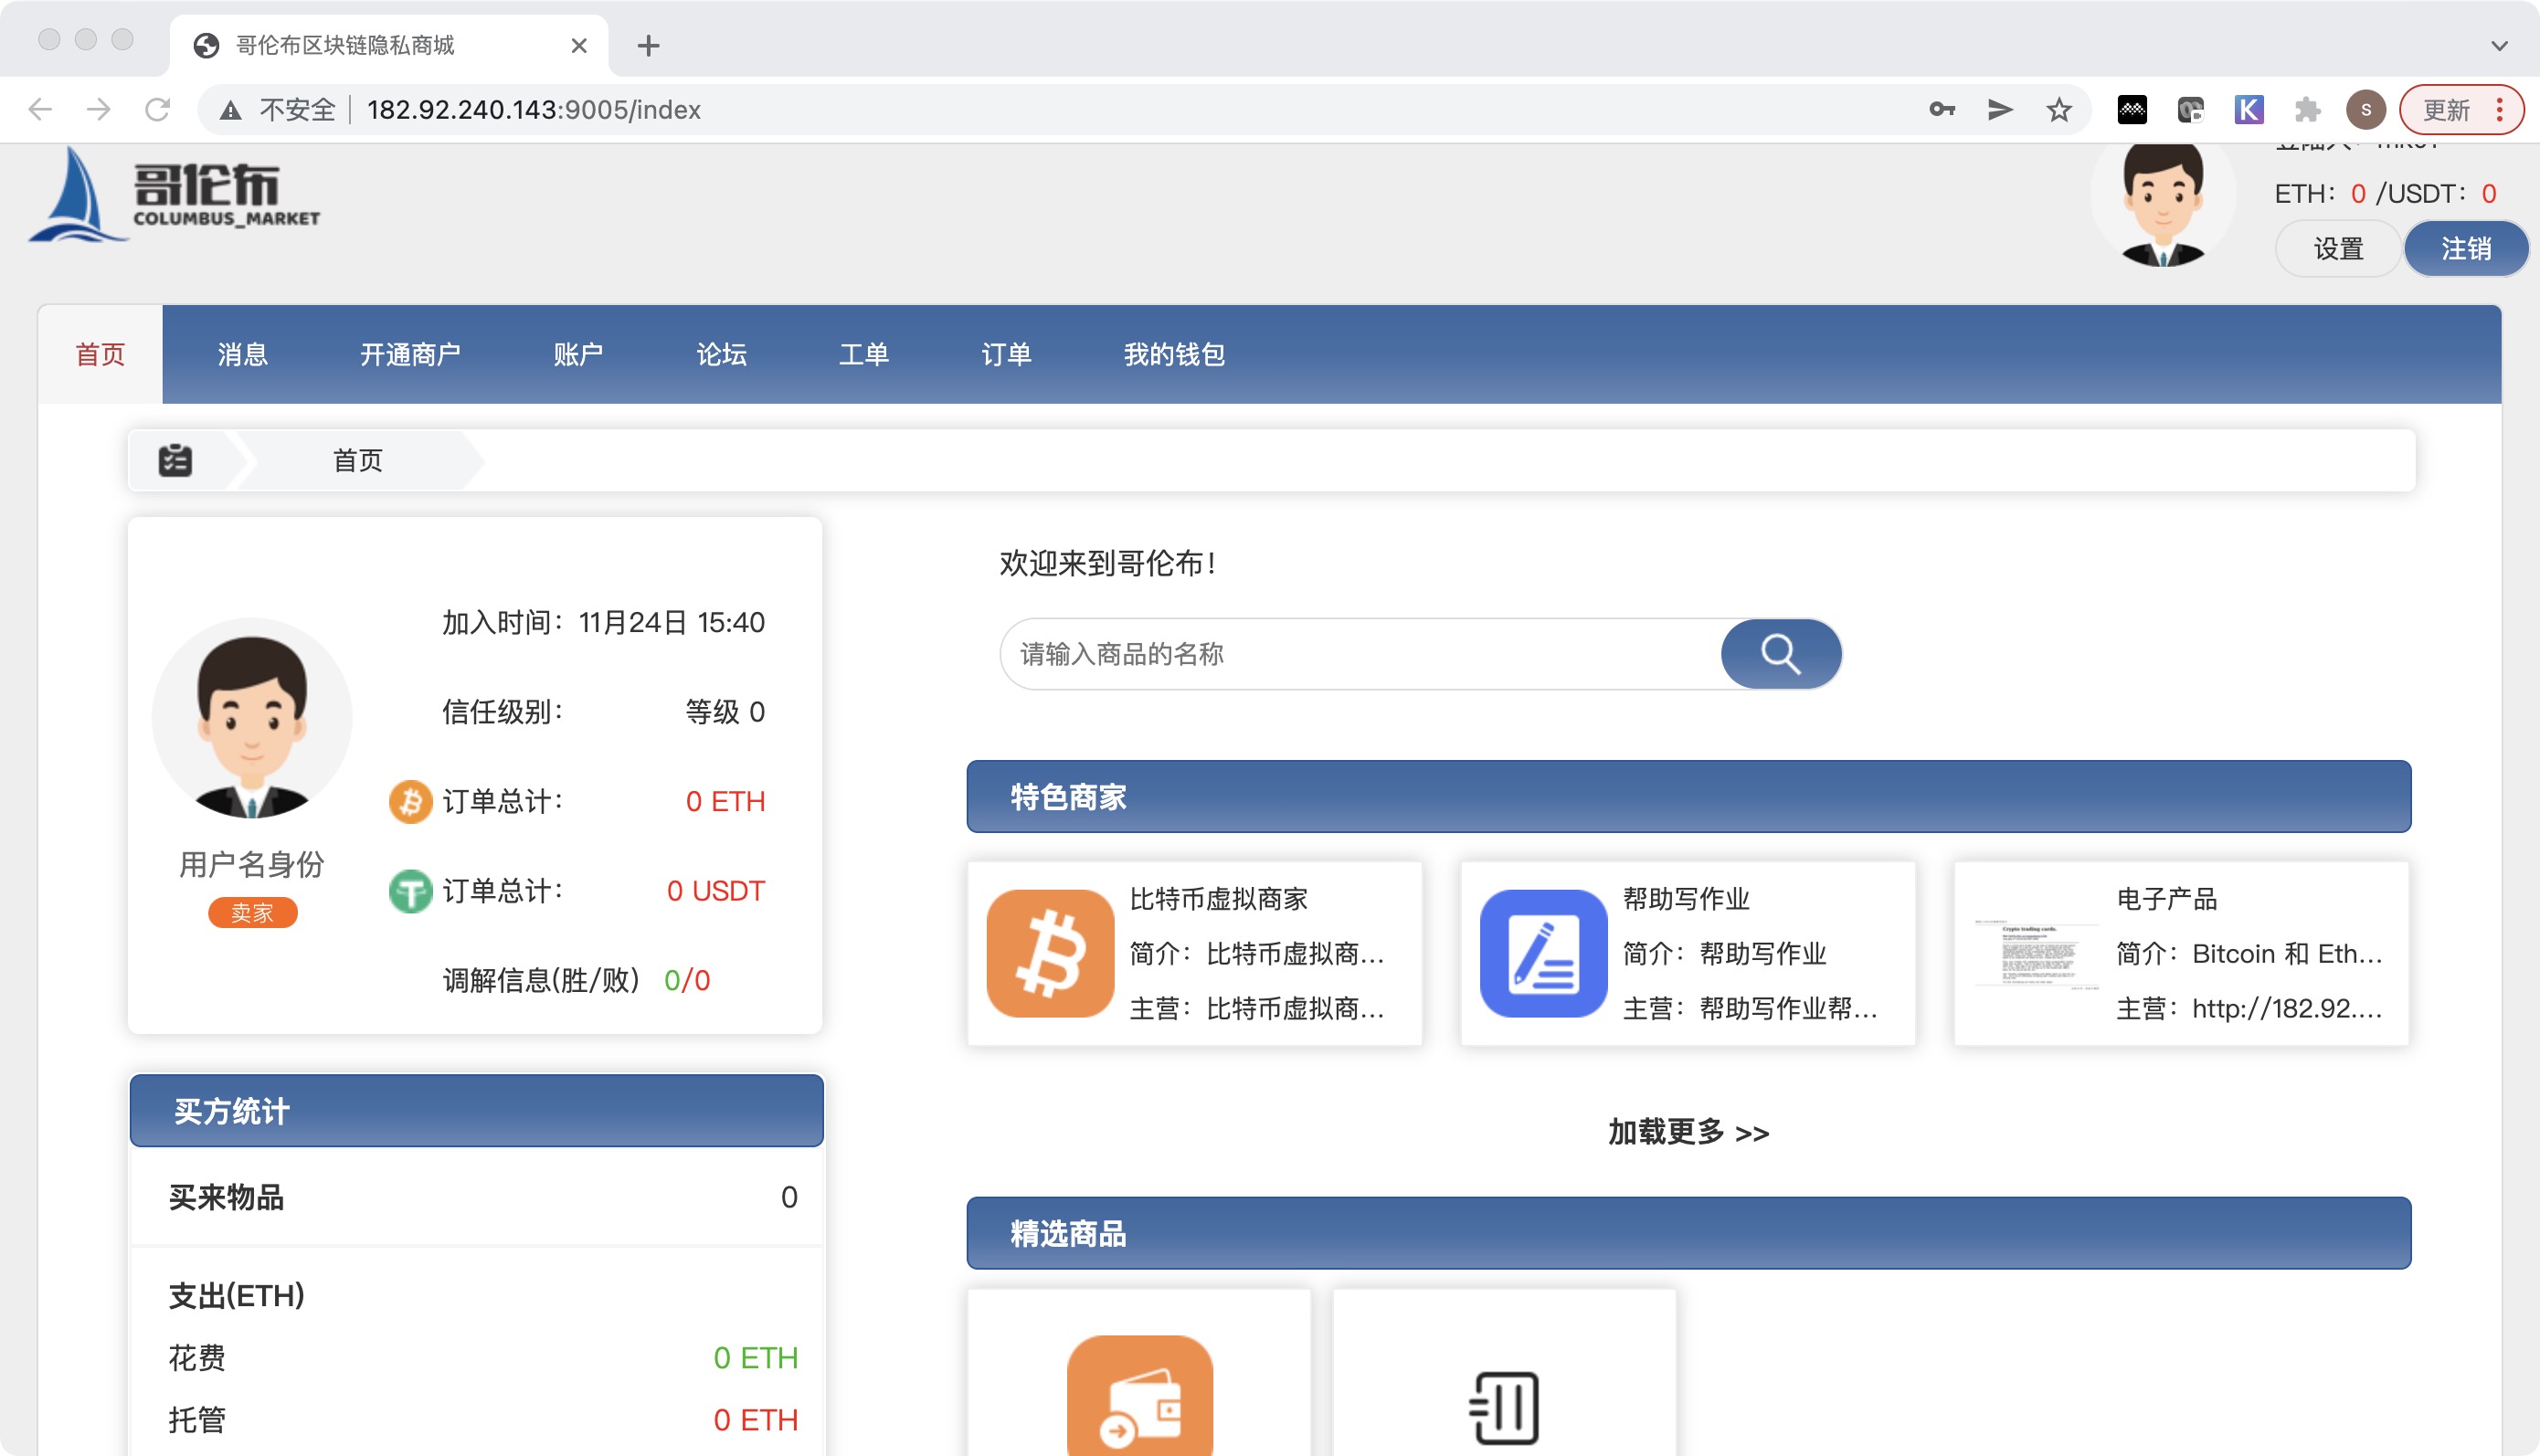 哥伦布区块链隐私商城
不安全
182.92.240.143:9005/index
S
更新
哥伦布
COLUMBUS_MARKET
ETH：0 /USDT：0
设置
注销
首页
消息
开通商户
账户
论坛
工单
订单
我的钱包
首页
加入时间：11月24日 15:40
信任级别：
等级 0
订单总计：
0 ETH
订单总计：
0 USDT
调解信息(胜/败)
0/0
用户名身份
卖家
买方统计
买来物品
0
支出(ETH)
花费
0 ETH
托管
0 ETH
欢迎来到哥伦布！
请输入商品的名称
特色商家
比特币虚拟商家
简介：比特币虚拟商...
主营：比特币虚拟商...
帮助写作业
简介：帮助写作业
主营：帮助写作业帮...
Crypto trading cards.
电子产品
简介：Bitcoin 和 Eth...
主营：http://182.92....
加载更多 >>
精选商品